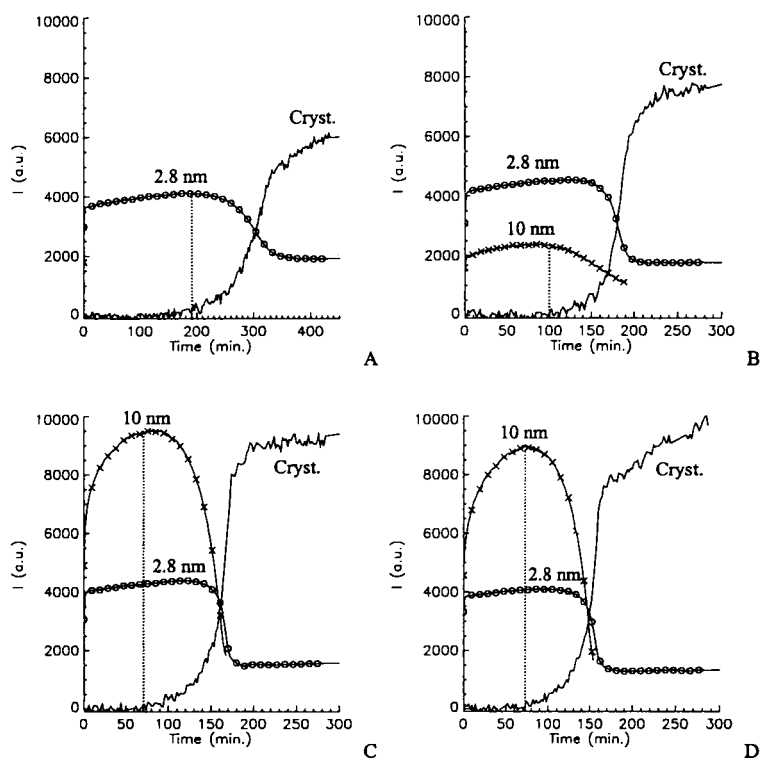 10000
8000
6000
4000
2000
0
I (a.u.)
Cryst.
2.8 nm
0 100 200 300 400
Time (min.)
A
10000
8000
6000
4000
2000
0
I (a.u.)
Cryst.
2.8 nm
10 nm
0 50 100 150 200 250 300
Time (min.)
B
10000
8000
6000
4000
2000
0
I (a.u.)
10 nm
Cryst.
2.8 nm
0 50 100 150 200 250 300
Time (min.)
C
10000
8000
6000
4000
2000
0
I (a.u.)
10 nm
Cryst.
2.8 nm
0 50 100 150 200 250 300
Time (min.)
D